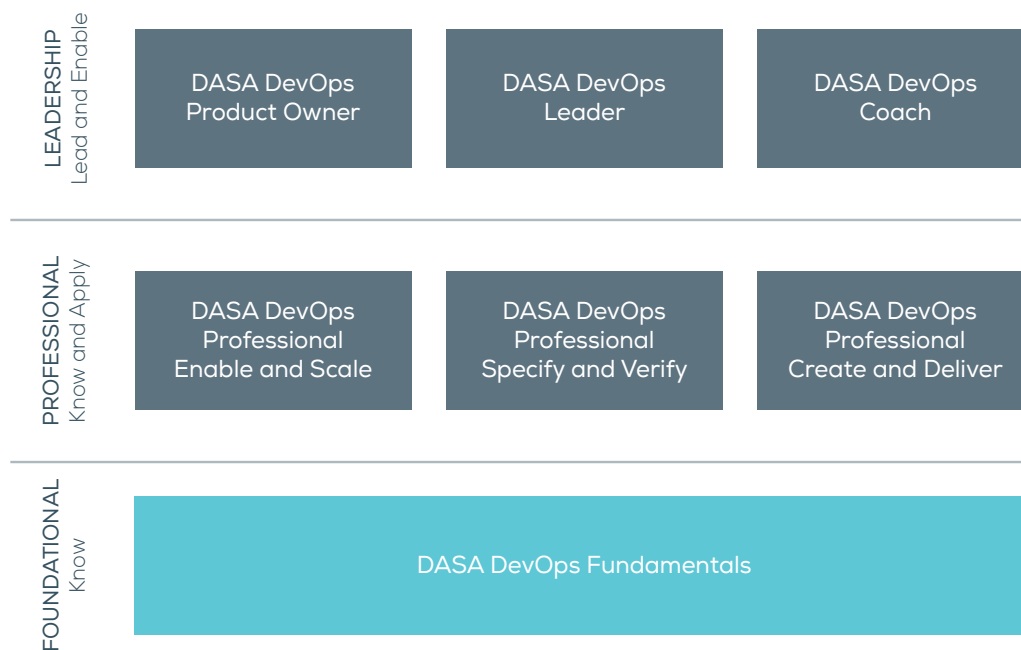 LEADERSHIP
Lead and Enable
DASA DevOps
Product Owner
DASA DevOps
Leader
DASA DevOps
Coach
PROFESSIONAL
Know and Apply
DASA DevOps
Professional
Enable and Scale
DASA DevOps
Professional
Specify and Verify
DASA DevOps
Professional
Create and Deliver
FOUNDATIONAL
Know
DASA DevOps Fundamentals